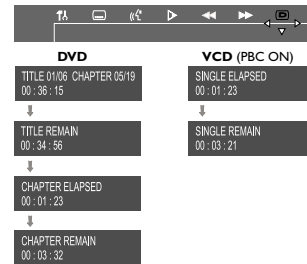 DVD
TITLE 01/06 CHAPTER 05/19
00 : 36 : 15
TITLE REMAIN
00 : 34 : 56
CHAPTER ELAPSED
00 : 01 : 23
CHAPTER REMAIN
00 : 03 : 32
VCD (PBC ON)
SINGLE ELAPSED
00 : 01 : 23
SINGLE REMAIN
00 : 03 : 21